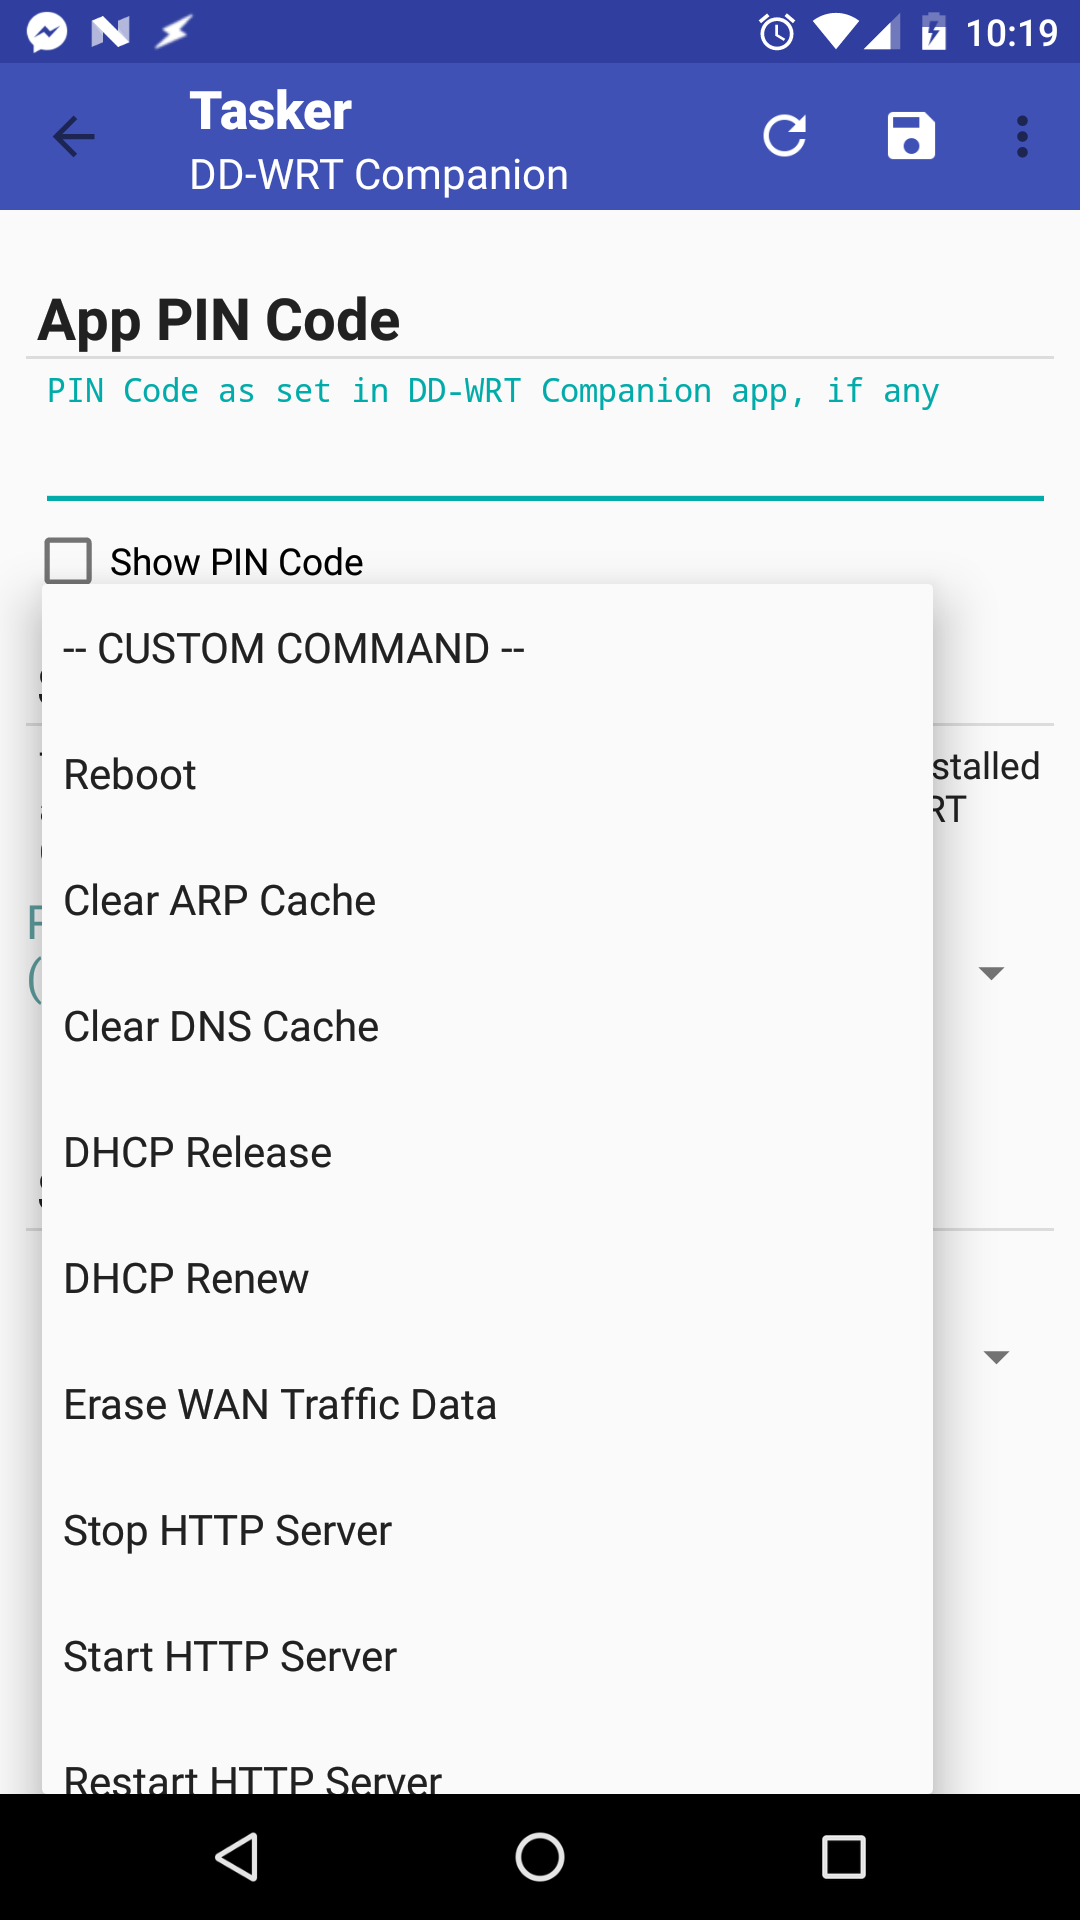 10:19
Tasker
DD-WRT Companion
App PIN Code
PIN Code as set in DD-WRT Companion app, if any
Show PIN Code
-- CUSTOM COMMAND --
Reboot
stalled
RT
Clear ARP Cache
Clear DNS Cache
DHCP Release
DHCP Renew
Erase WAN Traffic Data
Stop HTTP Server
Start HTTP Server
Restart HTTP Server